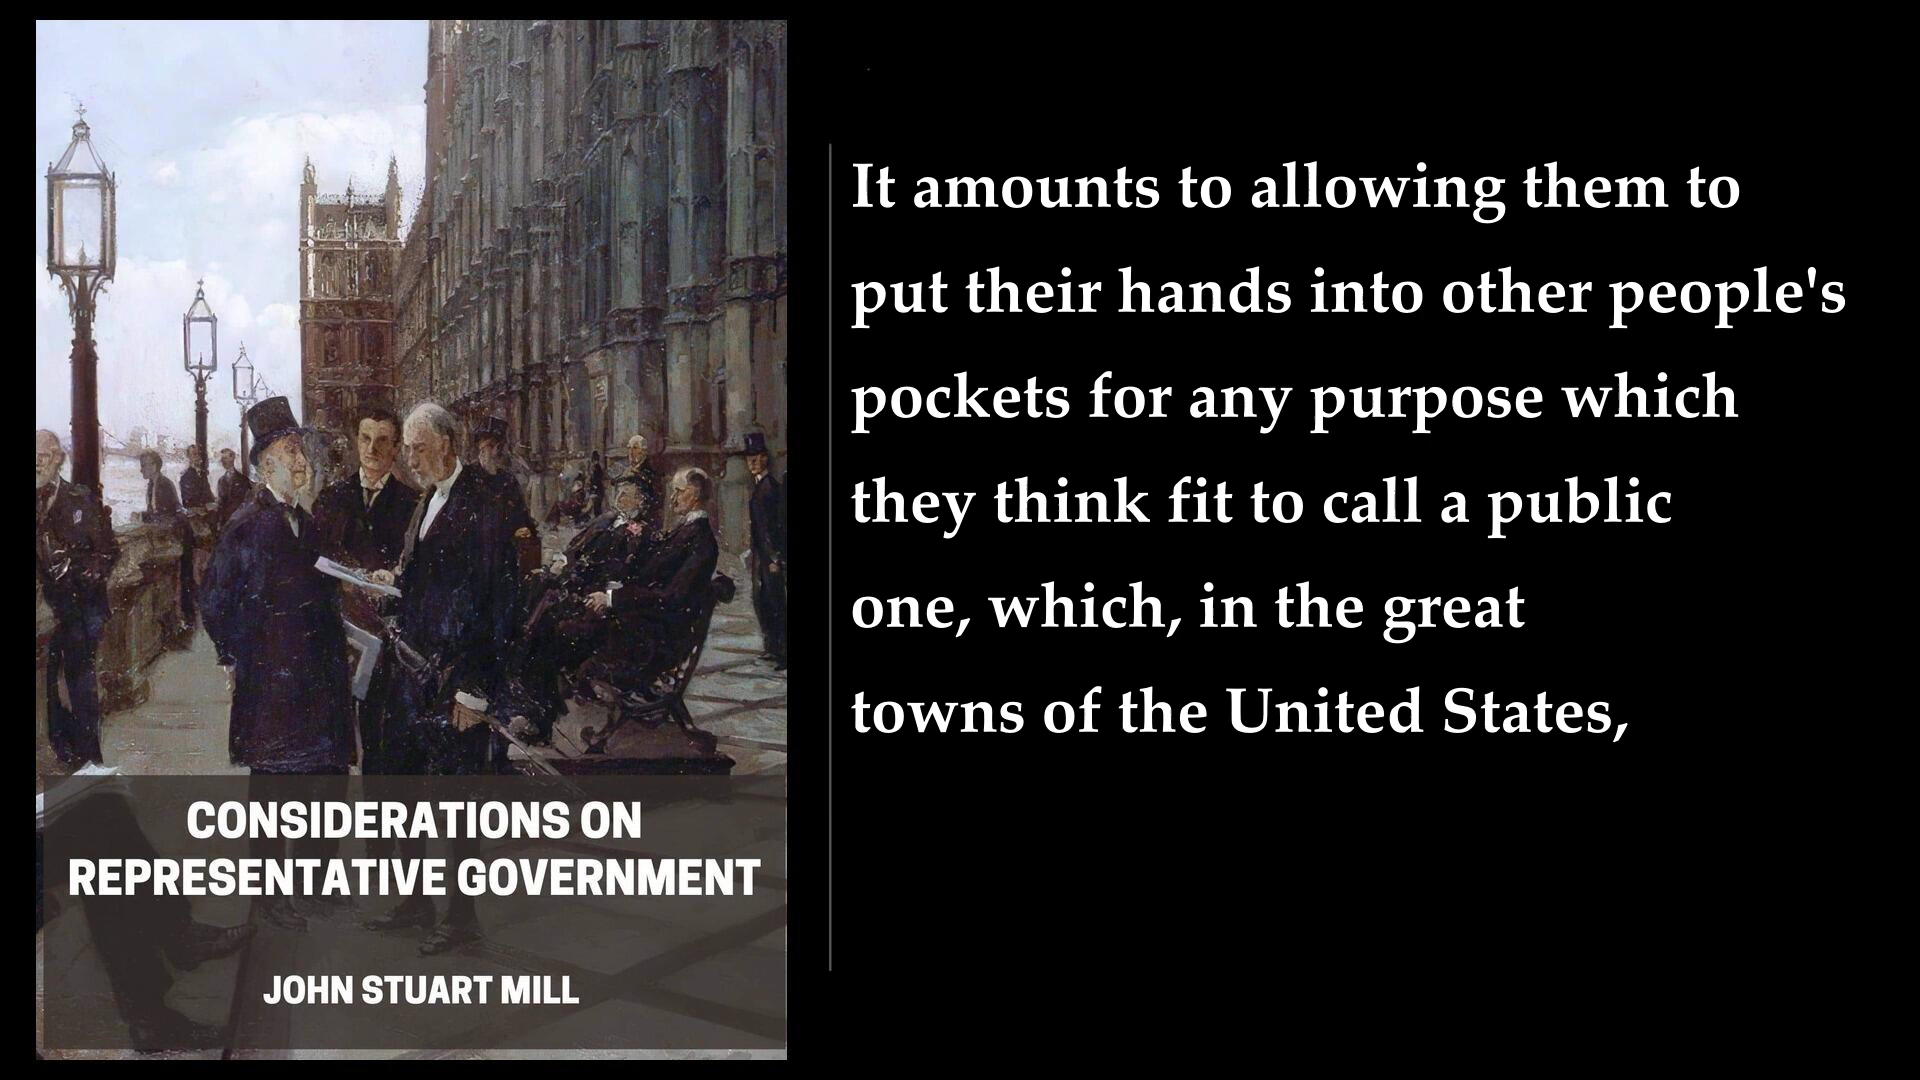 It amounts to allowing them to
put their hands into other people's
pockets for any purpose which
they think fit to call a public
one, which, in the great
towns of the United States,
CONSIDERATIONS ON
REPRESENTATIVE GOVERNMENT
JOHN STUART MILL